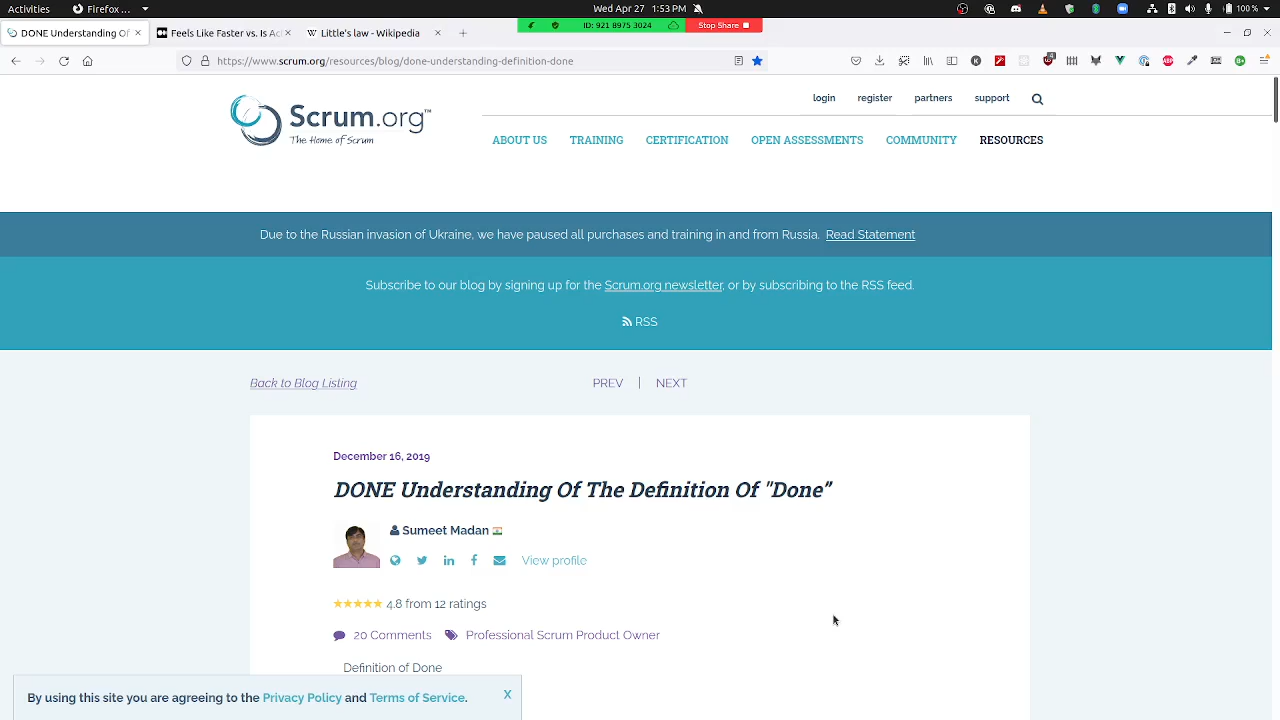 Activities
Firefox ...
Wed Apr 27 1:53 PM
100 %
DONE Understanding Of
Feels Like Faster vs. Is Ac
Little's law - Wikipedia
ID: 921 8975 3024
Stop Share
https://www.scrum.org/resources/blog/done-understanding-definition-done
Scrum.org™
The Home of Scrum
login
register
partners
support
ABOUT US
TRAINING
CERTIFICATION
OPEN ASSESSMENTS
COMMUNITY
RESOURCES
Due to the Russian invasion of Ukraine, we have paused all purchases and training in and from Russia. Read Statement
Subscribe to our blog by signing up for the Scrum.org newsletter, or by subscribing to the RSS feed.
RSS
Back to Blog Listing
PREV | NEXT
December 16, 2019
DONE Understanding Of The Definition Of "Done”
Sumeet Madan
View profile
4.8 from 12 ratings
20 Comments
Professional Scrum Product Owner
Definition of Done
By using this site you are agreeing to the Privacy Policy and Terms of Service.
X